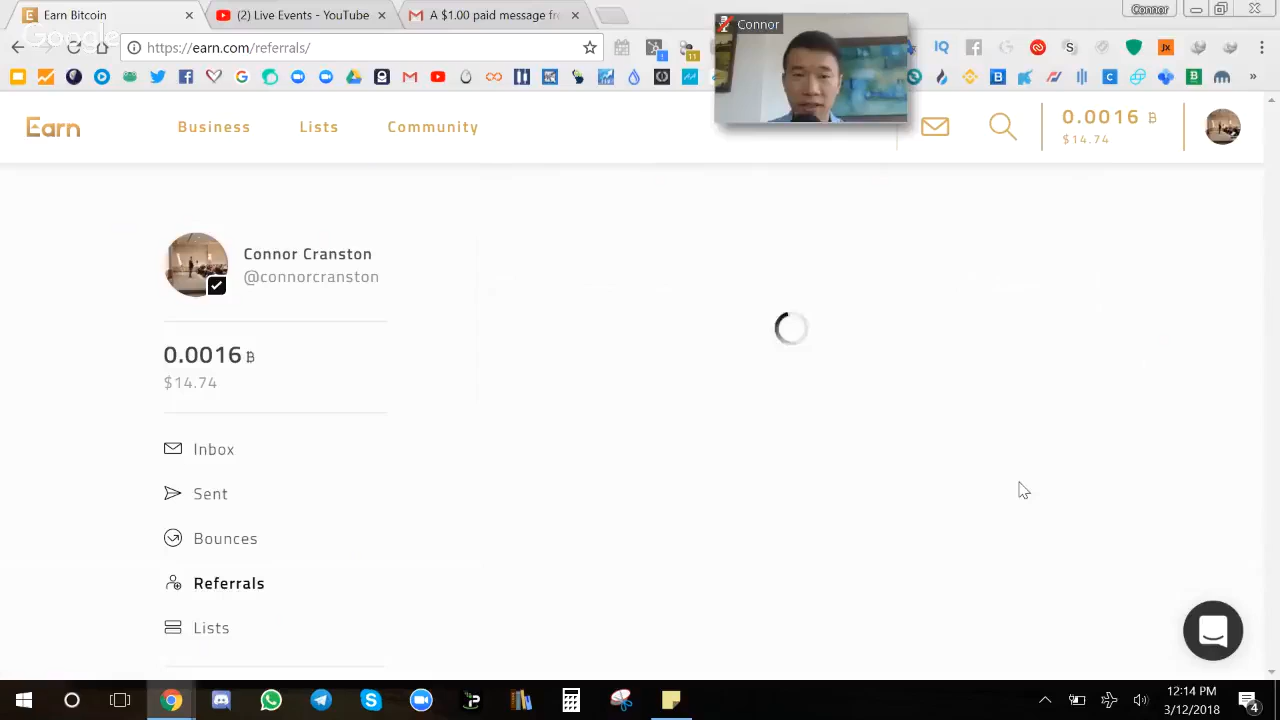 Earn Bitcoin
(2) Live Events - YouTube
A $1.00 paid message fr
Connor
Connor
Google
https://earn.com/referrals/
Earn
Business
Lists
Community
0.0016 Ƀ
$14.74
Connor Cranston
@connorcranston
0.0016 Ƀ
$14.74
Inbox
Sent
Bounces
Referrals
Lists
12:14 PM
3/12/2018
4